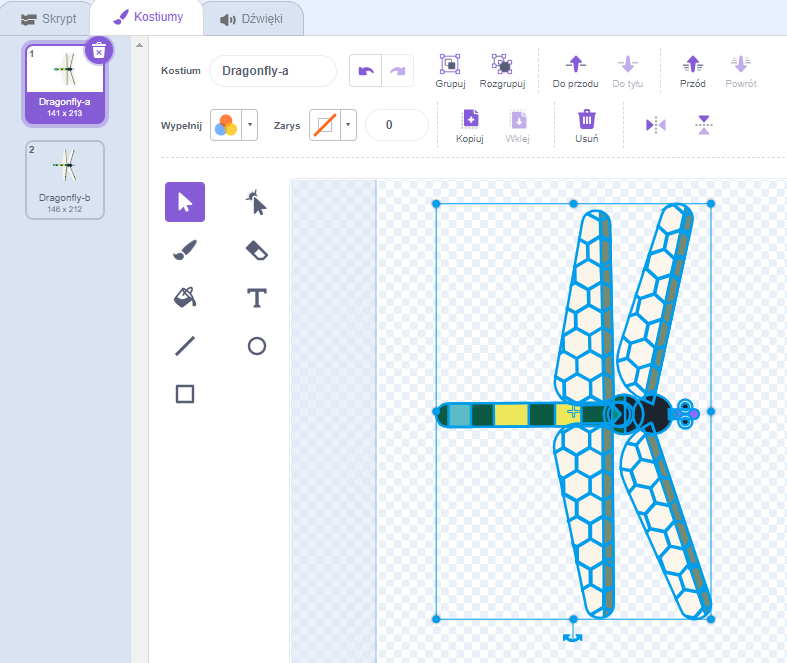 Skrypt
Kostiumy
Dźwięki
1
Dragonfly-a
141 x 213
2
Dragonfly-b
146 x 212
Kostium
Dragonfly-a
Grupuj
Rozgrupuj
Do przodu
Do tyłu
Przód
Powrót
Wypełnij
Zarys
0
Kopiuj
Wklej
Usuń
T